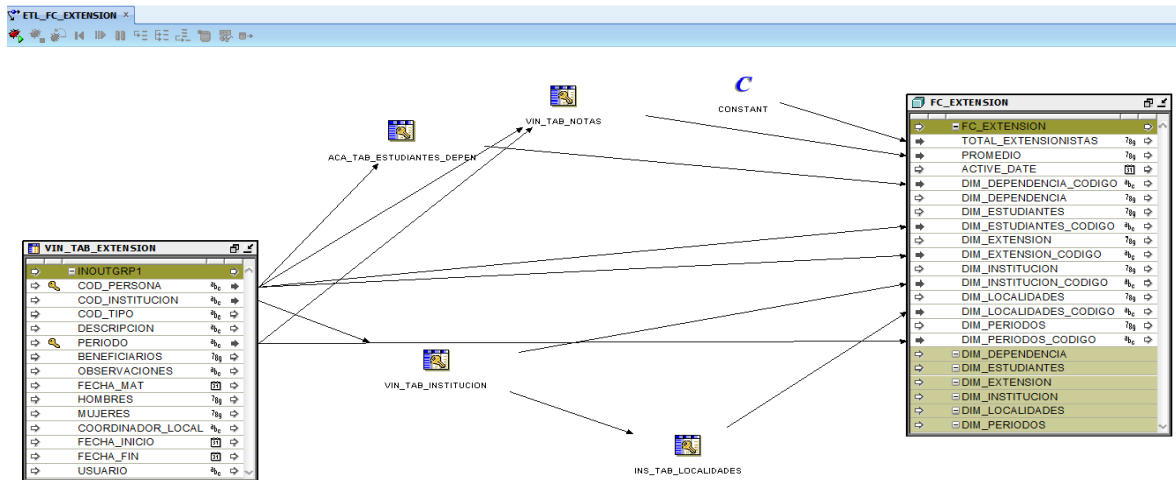 ETL_FC_EXTENSION
C
CONSTANT
VIN_TAB_NOTAS
ACA_TAB_ESTUDIANTES_DEPEN
VIN_TAB_EXTENSION
INOUTGRP1
COD_PERSONA
COD_INSTITUCION
COD_TIPO
DESCRIPCION
PERIODO
BENEFICIARIOS
OBSERVACIONES
FECHA_MAT
HOMBRES
MUJERES
COORDINADOR_LOCAL
FECHA_INICIO
FECHA_FIN
USUARIO
VIN_TAB_INSTITUCION
INS_TAB_LOCALIDADES
FC_EXTENSION
FC_EXTENSION
TOTAL_EXTENSIONISTAS
PROMEDIO
ACTIVE_DATE
DIM_DEPENDENCIA_CODIGO
DIM_DEPENDENCIA
DIM_ESTUDIANTES
DIM_ESTUDIANTES_CODIGO
DIM_EXTENSION
DIM_EXTENSION_CODIGO
DIM_INSTITUCION
DIM_INSTITUCION_CODIGO
DIM_LOCALIDADES
DIM_LOCALIDADES_CODIGO
DIM_PERIODOS
DIM_PERIODOS_CODIGO
DIM_DEPENDENCIA
DIM_ESTUDIANTES
DIM_EXTENSION
DIM_INSTITUCION
DIM_LOCALIDADES
DIM_PERIODOS